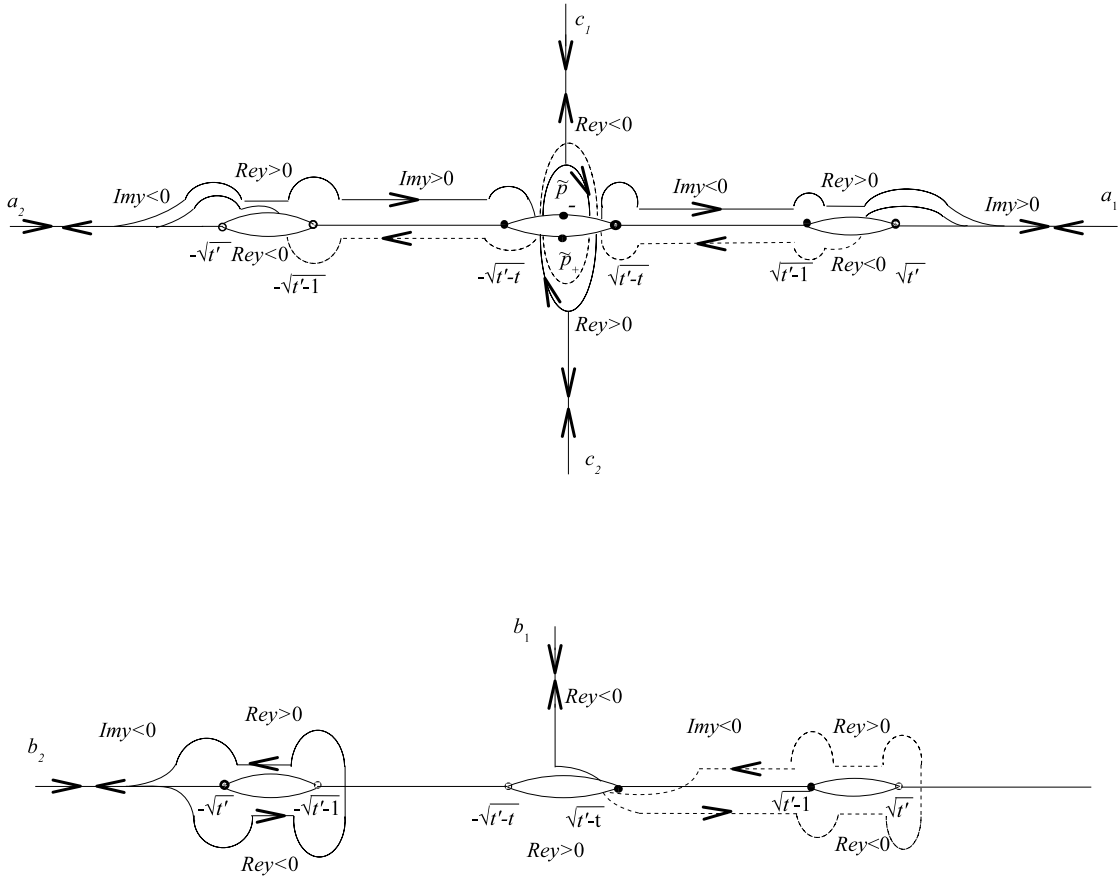 c₁
Rey<0
Rey>0
Imy<0
Imy>0
p̃₋
Imy<0
Rey>0
Imy>0
a₂
a₁
-√t'
Rey<0
-√t'-1
-√t'-t
p̃₊
√t'-t
√t'-1
Rey<0
√t'
Rey>0
c₂
b₁
Rey<0
Imy<0
Rey>0
Imy<0
Rey>0
b₂
-√t'
-√t'-1
-√t'-t
√t'-t
√t'-1
√t'
Rey<0
Rey>0
Rey<0